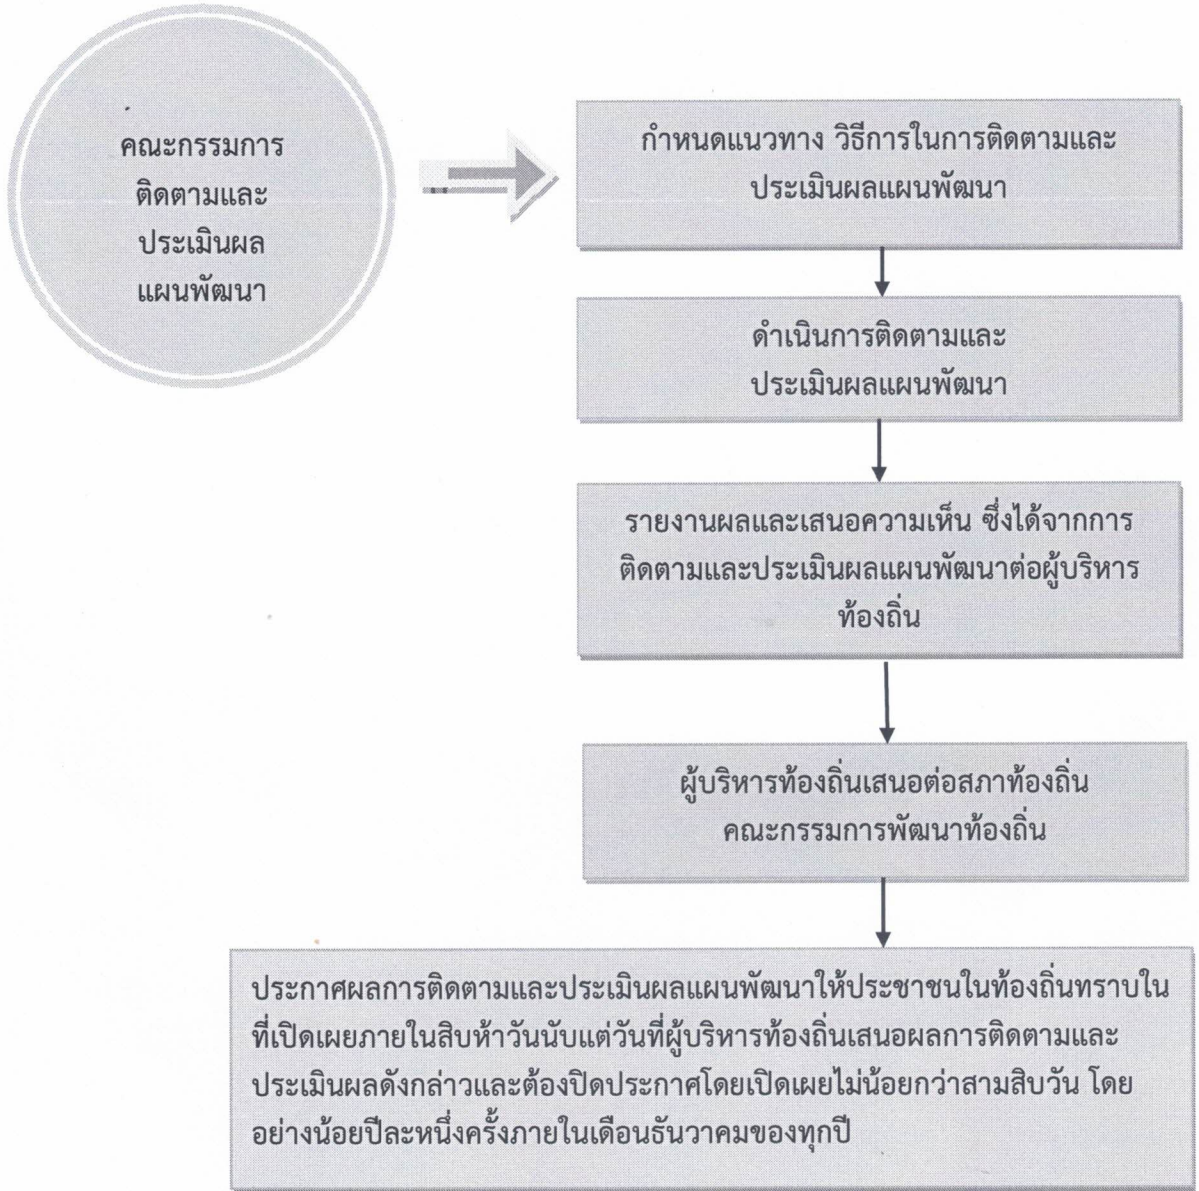 คณะกรรมการ
ติดตามและ
ประเมินผล
แผนพัฒนา
กำหนดแนวทาง วิธีการในการติดตามและ
ประเมินผลแผนพัฒนา
ดำเนินการติดตามและ
ประเมินผลแผนพัฒนา
รายงานผลและเสนอความเห็น ซึ่งได้จากการ
ติดตามและประเมินผลแผนพัฒนาต่อผู้บริหาร
ท้องถิ่น
ผู้บริหารท้องถิ่นเสนอต่อสภาท้องถิ่น
คณะกรรมการพัฒนาท้องถิ่น
ประกาศผลการติดตามและประเมินผลแผนพัฒนาให้ประชาชนในท้องถิ่นทราบใน
ที่เปิดเผยภายในสิบห้าวันนับแต่วันที่ผู้บริหารท้องถิ่นเสนอผลการติดตามและ
ประเมินผลดังกล่าวและต้องปิดประกาศโดยเปิดเผยไม่น้อยกว่าสามสิบวัน โดย
อย่างน้อยปีละหนึ่งครั้งภายในเดือนธันวาคมของทุกปี